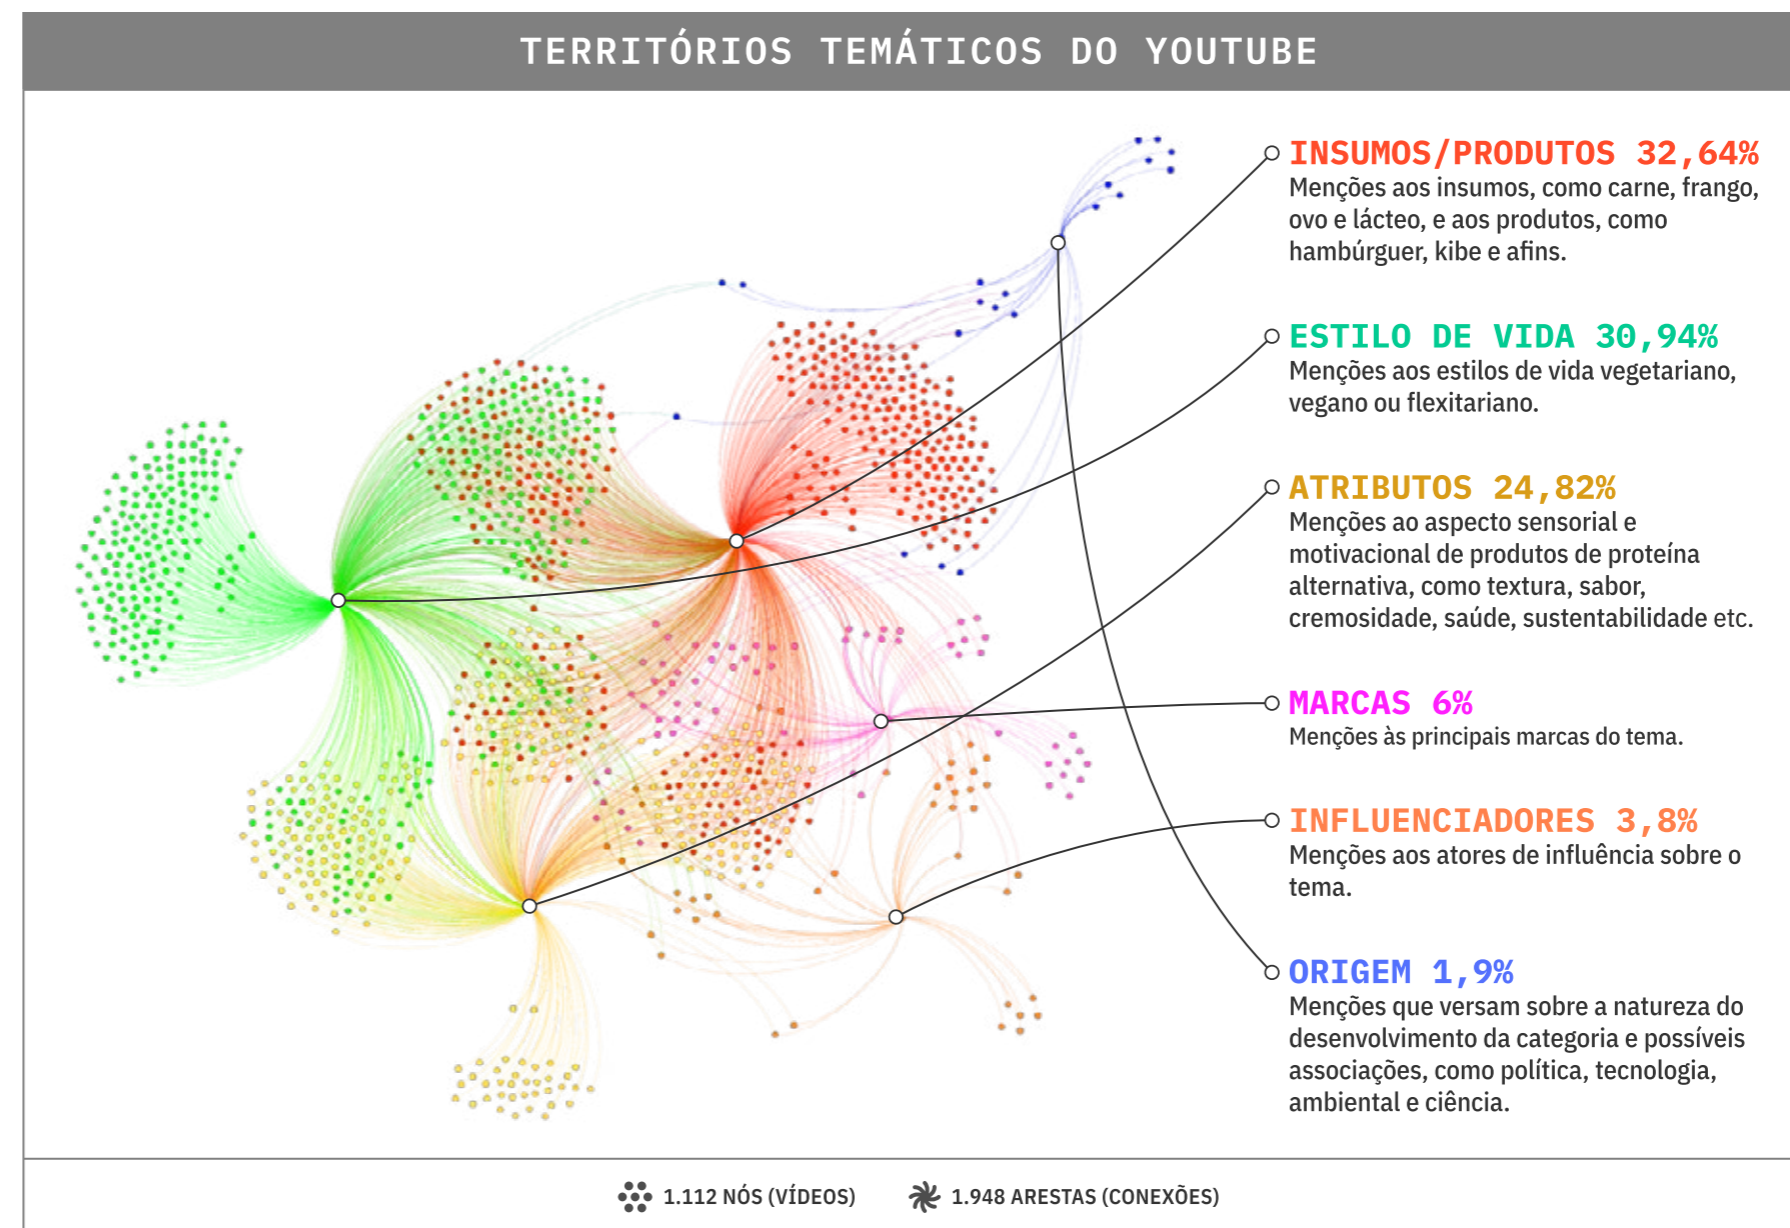 TERRITÓRIOS TEMÁTICOS DO YOUTUBE
INSUMOS/PRODUTOS 32,64%
Menções aos insumos, como carne, frango,
ovo e lácteo, e aos produtos, como
hambúrguer, kibe e afins.
ESTILO DE VIDA 30,94%
Menções aos estilos de vida vegetariano,
vegano ou flexitariano.
ATRIBUTOS 24,82%
Menções ao aspecto sensorial e
motivacional de produtos de proteína
alternativa, como textura, sabor,
cremosidade, saúde, sustentabilidade etc.
MARCAS 6%
Menções às principais marcas do tema.
INFLUENCIADORES 3,8%
Menções aos atores de influência sobre o
tema.
ORIGEM 1,9%
Menções que versam sobre a natureza do
desenvolvimento da categoria e possíveis
associações, como política, tecnologia,
ambiental e ciência.
1.112 NÓS (VÍDEOS)
1.948 ARESTAS (CONEXÕES)